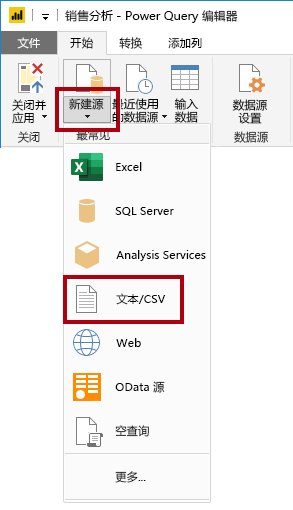 销售分析 - Power Query 编辑器
文件 开始 转换 添加列
关闭并 新建源 最近使用 输入 数据源
应用 的数据源 数据 设置
关闭 最常见 数据源
Excel
SQL Server
Analysis Services
文本/CSV
Web
OData 源
空查询
更多...